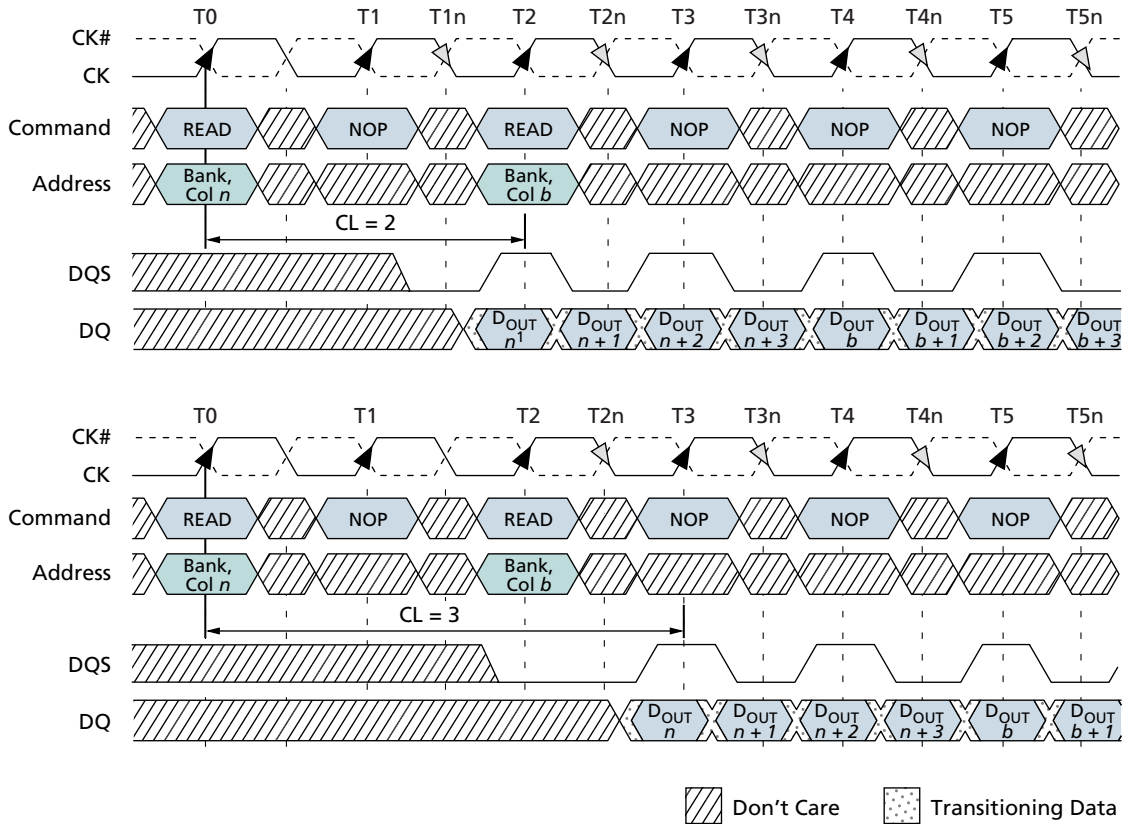 T0 T1 T1n T2 T2n T3 T3n T4 T4n T5 T5n
CK#
CK
Command READ NOP READ NOP NOP NOP
Address Bank, Col n Bank, Col b
CL = 2
DQS
DQ DOUT n¹ DOUT n + 1 DOUT n + 2 DOUT n + 3 DOUT b DOUT b + 1 DOUT b + 2 DOUT b + 3
T0 T1 T2 T2n T3 T3n T4 T4n T5 T5n
CK#
CK
Command READ NOP READ NOP NOP NOP
Address Bank, Col n Bank, Col b
CL = 3
DQS
DQ DOUT n DOUT n + 1 DOUT n + 2 DOUT n + 3 DOUT b DOUT b + 1
Don't Care Transitioning Data